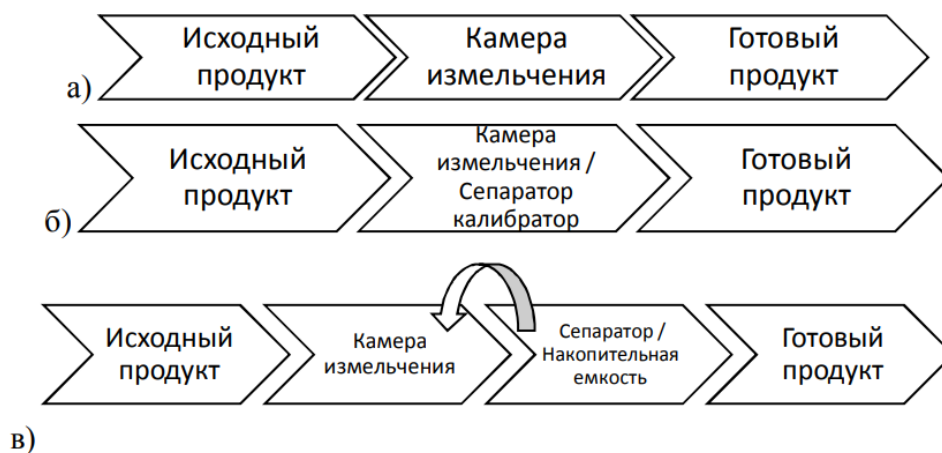 Исходный
продукт
Камера
измельчения
Готовый
продукт
а)
Исходный
продукт
Камера
измельчения /
Сепаратор
калибратор
Готовый
продукт
б)
Исходный
продукт
Камера
измельчения
Сепаратор /
Накопительная
емкость
Готовый
продукт
в)